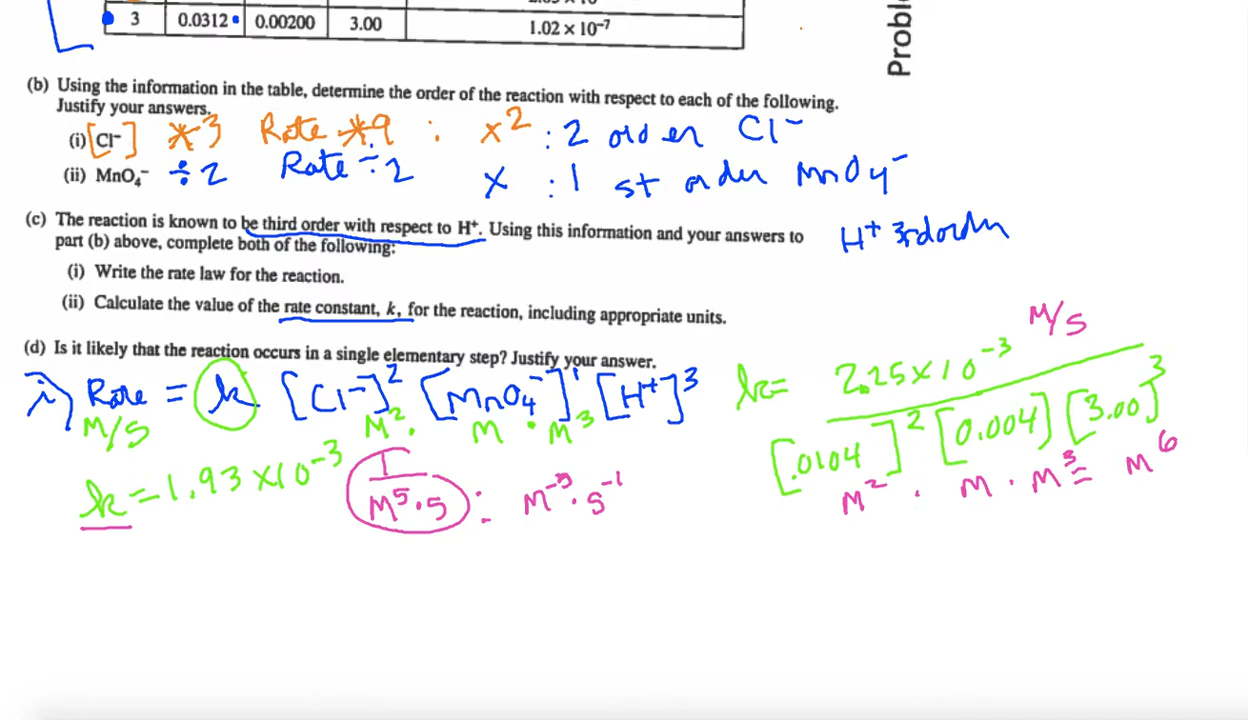 3 0.0312 0.00200 3.00 1.02 × 10⁻⁷
Proble
(b) Using the information in the table, determine the order of the reaction with respect to each of the following.
Justify your answers.
(i) [Cl⁻] *3 Rate *9 : x² : 2 order Cl⁻
(ii) MnO₄⁻ ÷2 Rate ÷2 x : 1 st order MnO4⁻
(c) The reaction is known to be third order with respect to H⁺. Using this information and your answers to
part (b) above, complete both of the following:
H⁺ 3rd order
(i) Write the rate law for the reaction.
(ii) Calculate the value of the rate constant, k, for the reaction, including appropriate units.
(d) Is it likely that the reaction occurs in a single elementary step? Justify your answer.
i) Rate = k [Cl⁻]² [MnO4⁻]¹ [H⁺]³
M/S M² · M · M³
k = 1.93 × 10⁻³ 1 / M⁵·S : M⁻⁵·S⁻¹
M/S
k = 2.25 × 10⁻³
[.0104]² [0.004] [3.00]³
M² · M · M³ = M⁶